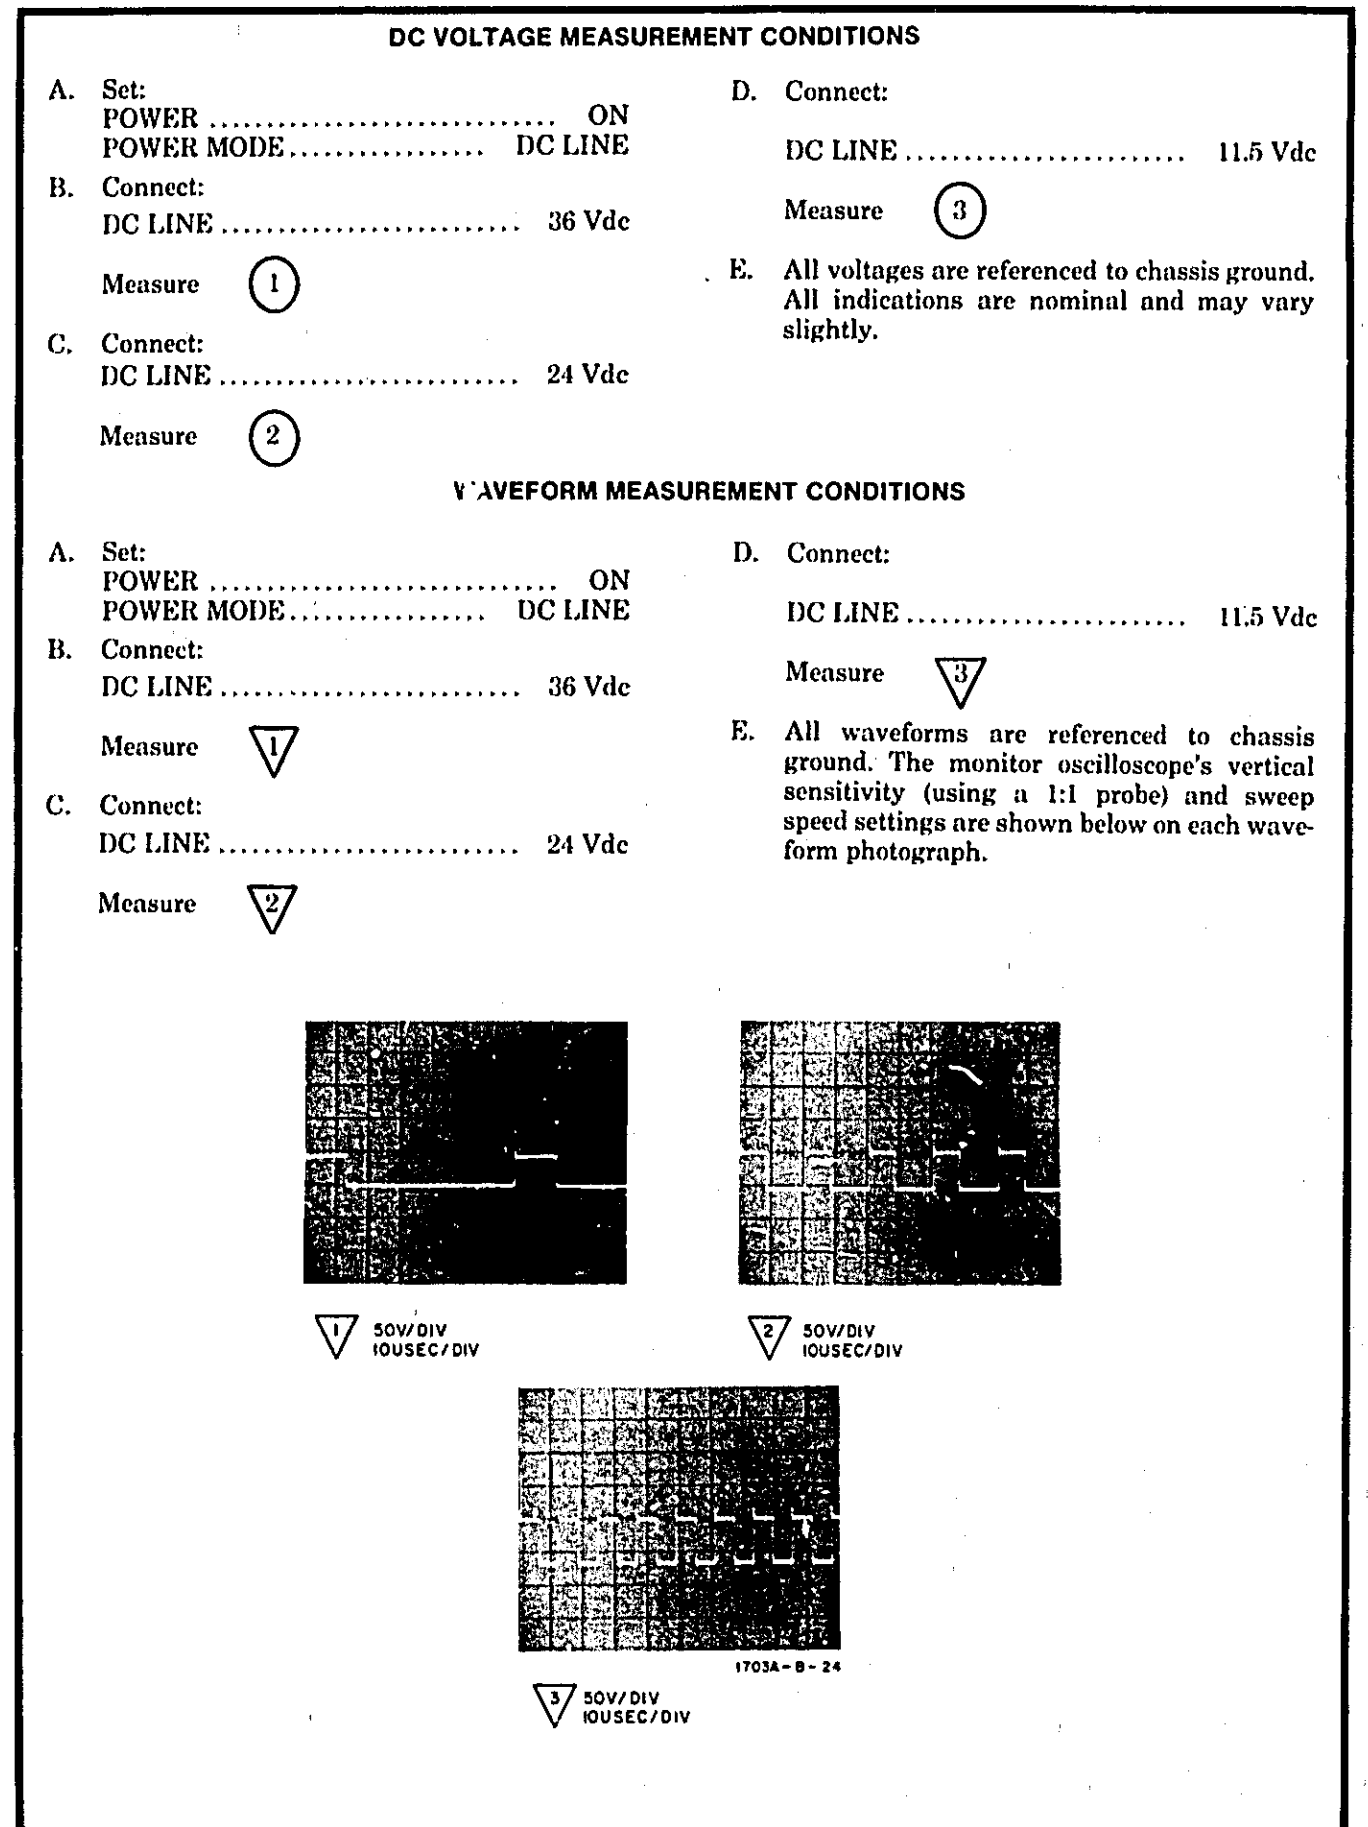 DC VOLTAGE MEASUREMENT CONDITIONS
A. Set:
POWER .............................. ON
POWER MODE ................. DC LINE
B. Connect:
DC LINE .......................... 36 Vdc
Measure 1
C. Connect:
DC LINE .......................... 24 Vdc
Measure 2
D. Connect:
DC LINE ........................ 11.5 Vdc
Measure 3
E. All voltages are referenced to chassis ground.
All indications are nominal and may vary
slightly.
WAVEFORM MEASUREMENT CONDITIONS
A. Set:
POWER .............................. ON
POWER MODE ................. DC LINE
B. Connect:
DC LINE .......................... 36 Vdc
Measure 1
C. Connect:
DC LINE .......................... 24 Vdc
Measure 2
D. Connect:
DC LINE ........................ 11.5 Vdc
Measure 3
E. All waveforms are referenced to chassis
ground. The monitor oscilloscope's vertical
sensitivity (using a 1:1 probe) and sweep
speed settings are shown below on each wave-
form photograph.
1 50V/DIV
10USEC/DIV
2 50V/DIV
10USEC/DIV
1703A-B-24
3 50V/DIV
10USEC/DIV